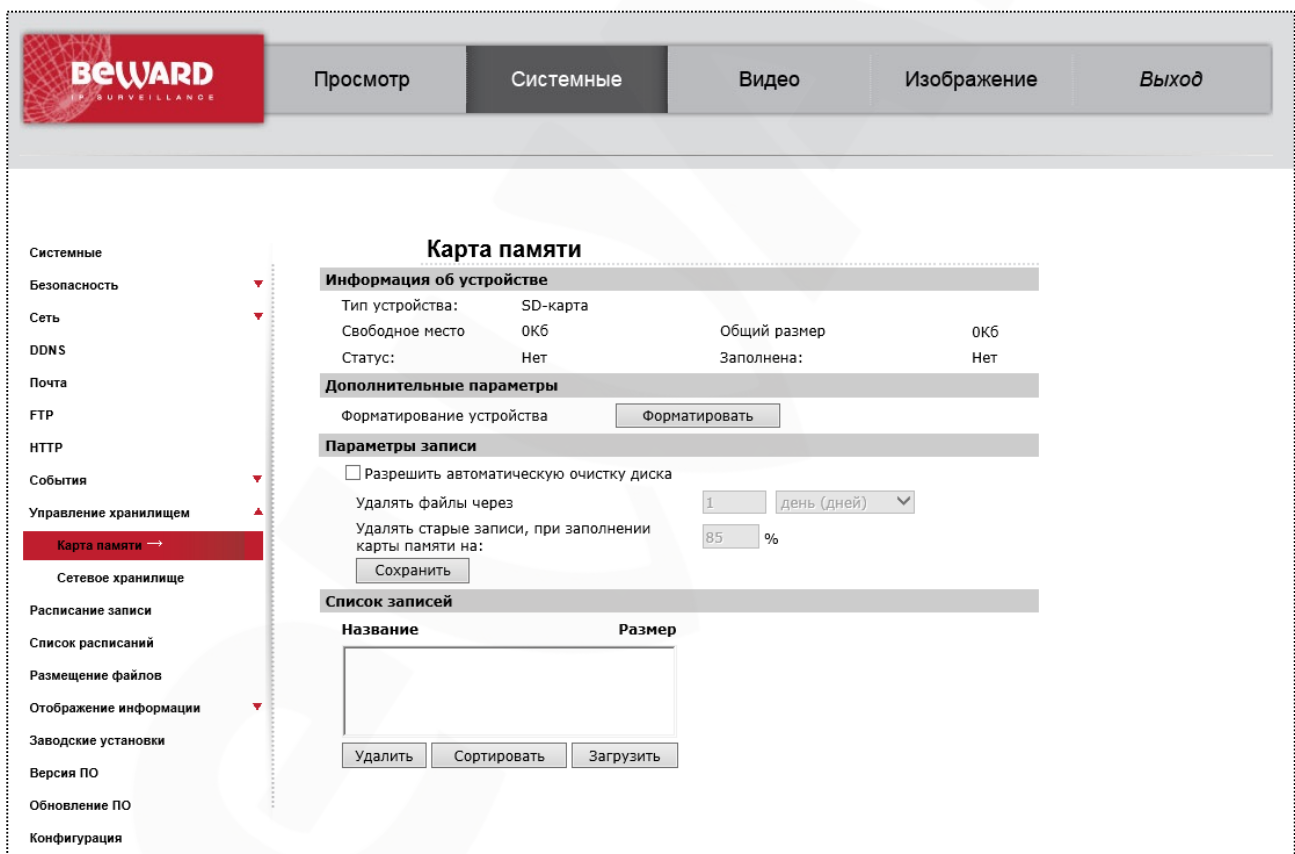 BEWARD
IP SURVEILLANCE
Просмотр Системные Видео Изображение Выход
Системные
Безопасность
Сеть
DDNS
Почта
FTP
HTTP
События
Управление хранилищем
Карта памяти →
Сетевое хранилище
Расписание записи
Список расписаний
Размещение файлов
Отображение информации
Заводские установки
Версия ПО
Обновление ПО
Конфигурация
Карта памяти
Информация об устройстве
Тип устройства: SD-карта
Свободное место 0Кб Общий размер 0Кб
Статус: Нет Заполнена: Нет
Дополнительные параметры
Форматирование устройства Форматировать
Параметры записи
Разрешить автоматическую очистку диска
Удалять файлы через 1 день (дней)
Удалять старые записи, при заполнении
карты памяти на: 85 %
Сохранить
Список записей
Название Размер
Удалить Сортировать Загрузить